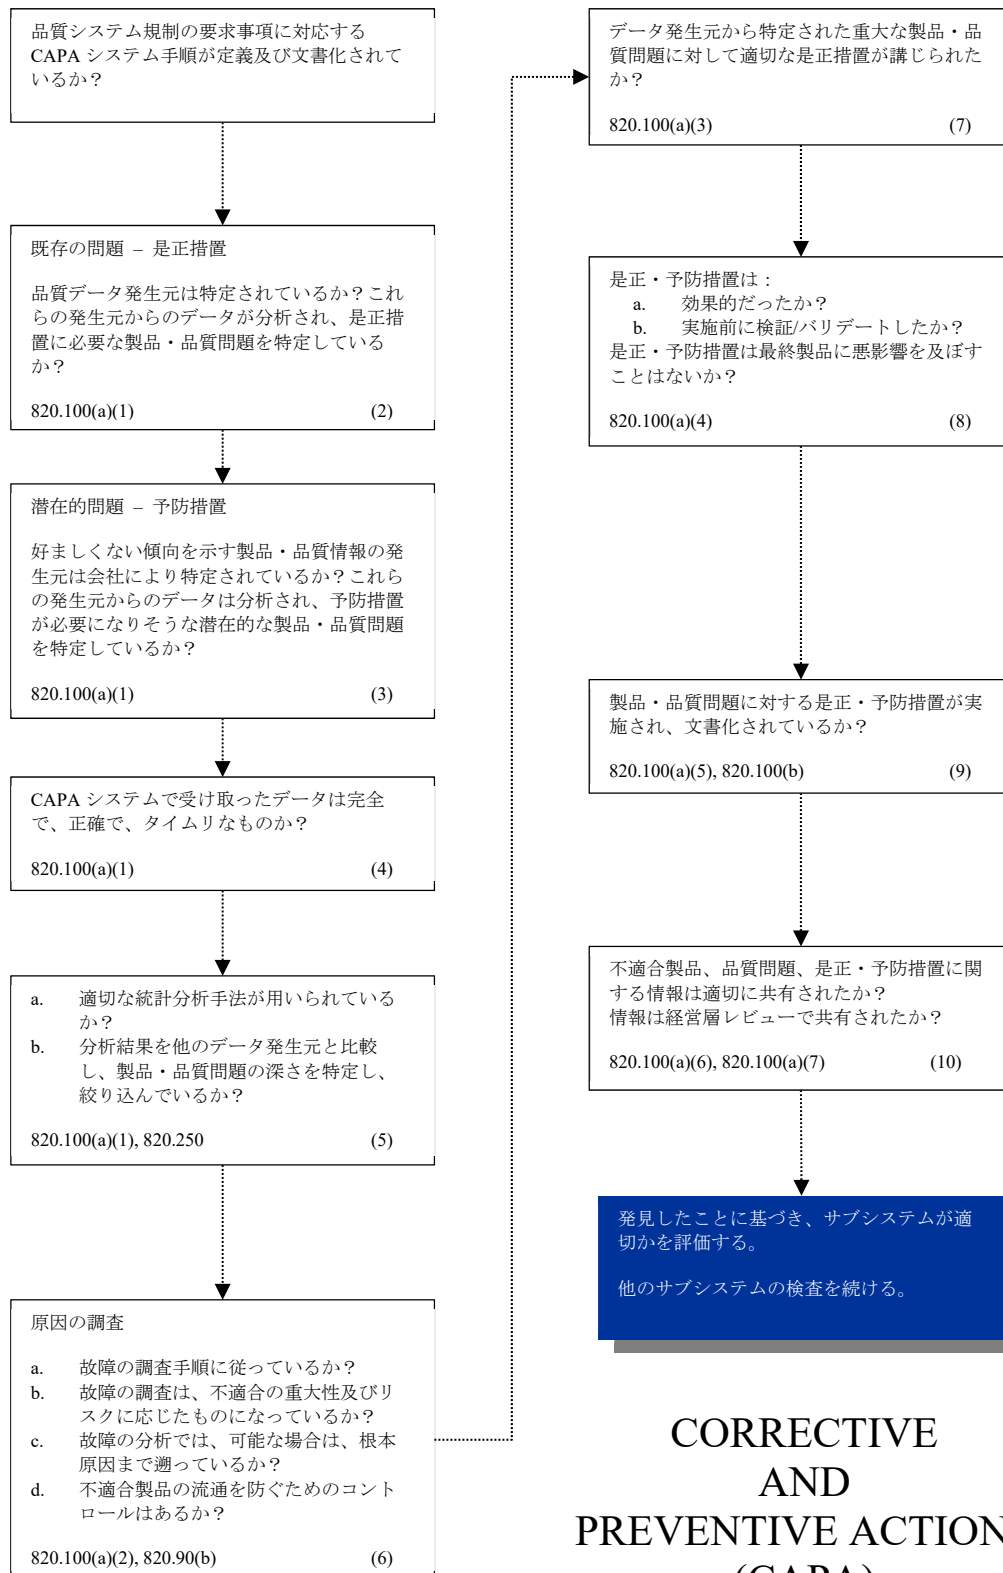 品質システム規制の要求事項に対応する
CAPA システム手順が定義及び文書化されて
いるか？
既存の問題 – 是正措置
品質データ発生元は特定されているか？これ
らの発生元からのデータが分析され、是正措
置に必要な製品・品質問題を特定している
か？
820.100(a)(1) (2)
潜在的問題 – 予防措置
好ましくない傾向を示す製品・品質情報の発
生元は会社により特定されているか？これら
の発生元からのデータは分析され、予防措置
が必要になりそうな潜在的な製品・品質問題
を特定しているか？
820.100(a)(1) (3)
CAPA システムで受け取ったデータは完全
で、正確で、タイムリなものか？
820.100(a)(1) (4)
a. 適切な統計分析手法が用いられている
か？
b. 分析結果を他のデータ発生元と比較
し、製品・品質問題の深さを特定し、
絞り込んでいるか？
820.100(a)(1), 820.250 (5)
原因の調査
a. 故障の調査手順に従っているか？
b. 故障の調査は、不適合の重大性及びリ
スクに応じたものになっているか？
c. 故障の分析では、可能な場合は、根本
原因まで遡っているか？
d. 不適合製品の流通を防ぐためのコント
ロールはあるか？
820.100(a)(2), 820.90(b) (6)
データ発生元から特定された重大な製品・品
質問題に対して適切な是正措置が講じられた
か？
820.100(a)(3) (7)
是正・予防措置は：
a. 効果的だったか？
b. 実施前に検証/バリデートしたか？
是正・予防措置は最終製品に悪影響を及ぼす
ことはないか？
820.100(a)(4) (8)
製品・品質問題に対する是正・予防措置が実
施され、文書化されているか？
820.100(a)(5), 820.100(b) (9)
不適合製品、品質問題、是正・予防措置に関
する情報は適切に共有されたか？
情報は経営層レビューで共有されたか？
820.100(a)(6), 820.100(a)(7) (10)
発見したことに基づき、サブシステムが適
切かを評価する。
他のサブシステムの検査を続ける。
CORRECTIVE
AND
PREVENTIVE ACTION
(CAPA)